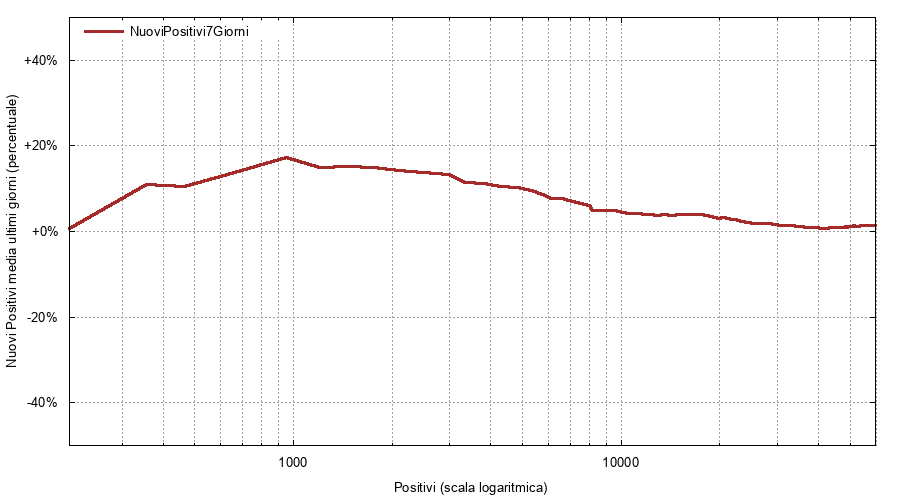 NuoviPositivi7Giorni
Nuovi Positivi media ultimi giorni (percentuale)
+40%
+20%
+0%
-20%
-40%
1000
10000
Positivi (scala logaritmica)